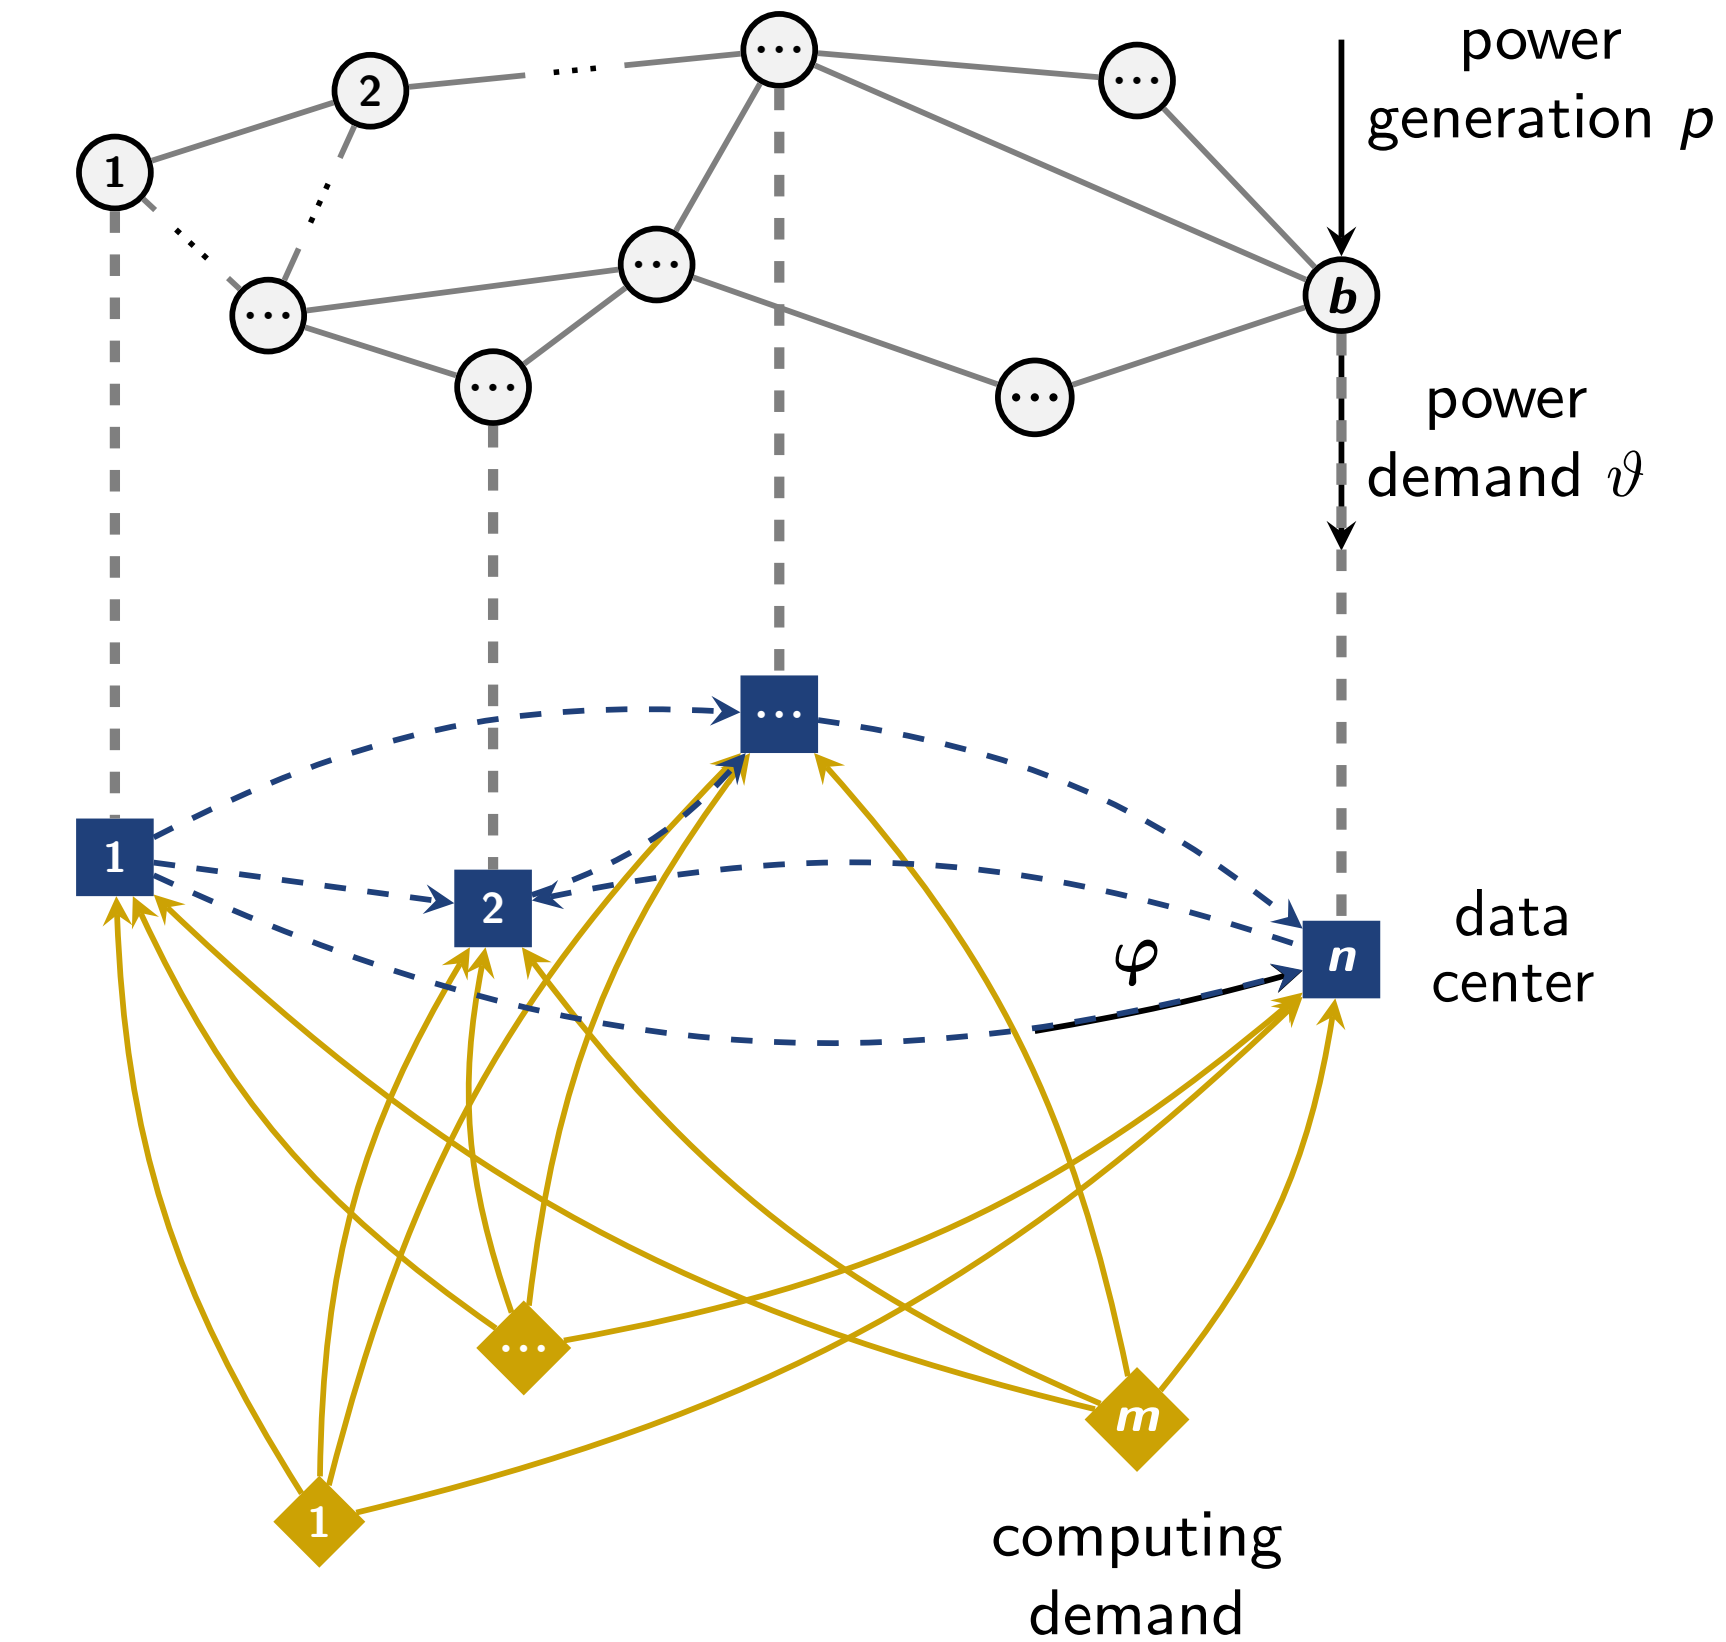 power
generation p
···
···
2
···
1
···
···
b
···
···
···
···
power
demand ϑ
···
1
2
data
center
φ
n
···
m
1
computing
demand